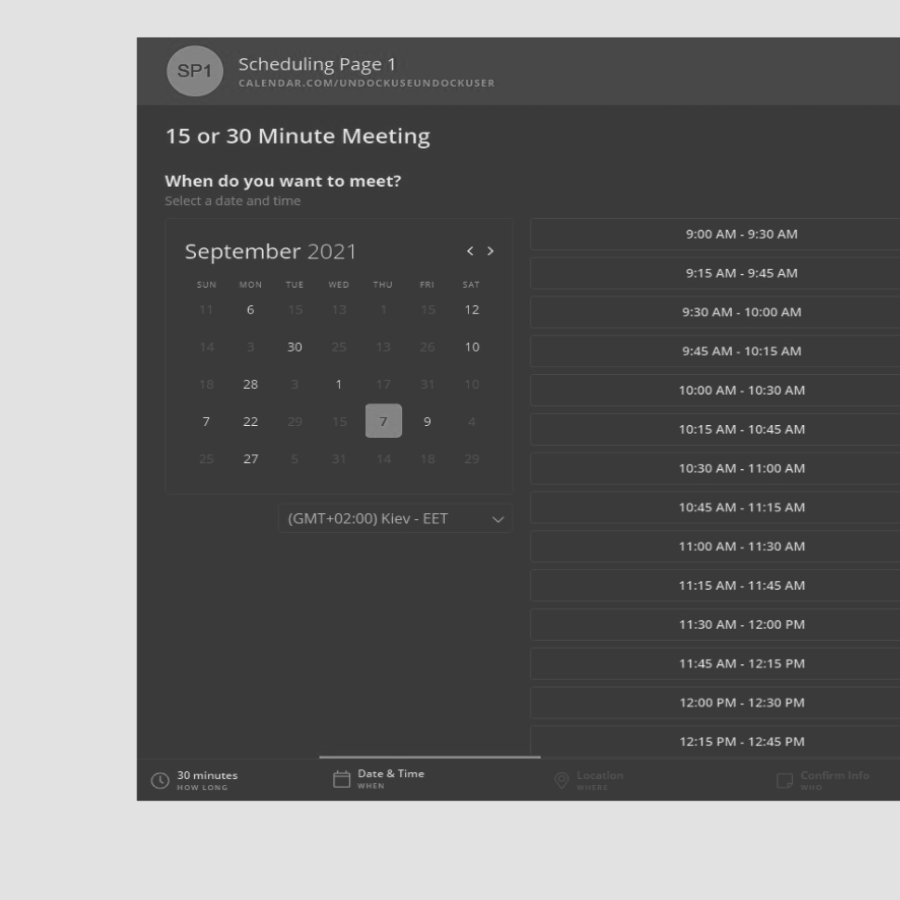 SP1
Scheduling Page 1
CALENDAR.COM/UNDOCKUSEUNDOCKUSER
15 or 30 Minute Meeting
When do you want to meet?
Select a date and time
September 2021
SUN MON TUE WED THU FRI SAT
11 6 15 13 1 15 12
14 3 30 25 13 26 10
18 28 3 1 17 31 10
7 22 29 15 7 9 4
25 27 5 31 14 18 29
(GMT+02:00) Kiev - EET
9:00 AM - 9:30 AM
9:15 AM - 9:45 AM
9:30 AM - 10:00 AM
9:45 AM - 10:15 AM
10:00 AM - 10:30 AM
10:15 AM - 10:45 AM
10:30 AM - 11:00 AM
10:45 AM - 11:15 AM
11:00 AM - 11:30 AM
11:15 AM - 11:45 AM
11:30 AM - 12:00 PM
11:45 AM - 12:15 PM
12:00 PM - 12:30 PM
12:15 PM - 12:45 PM
30 minutes
HOW LONG
Date & Time
WHEN
Location
WHERE
Confirm Info
WHO